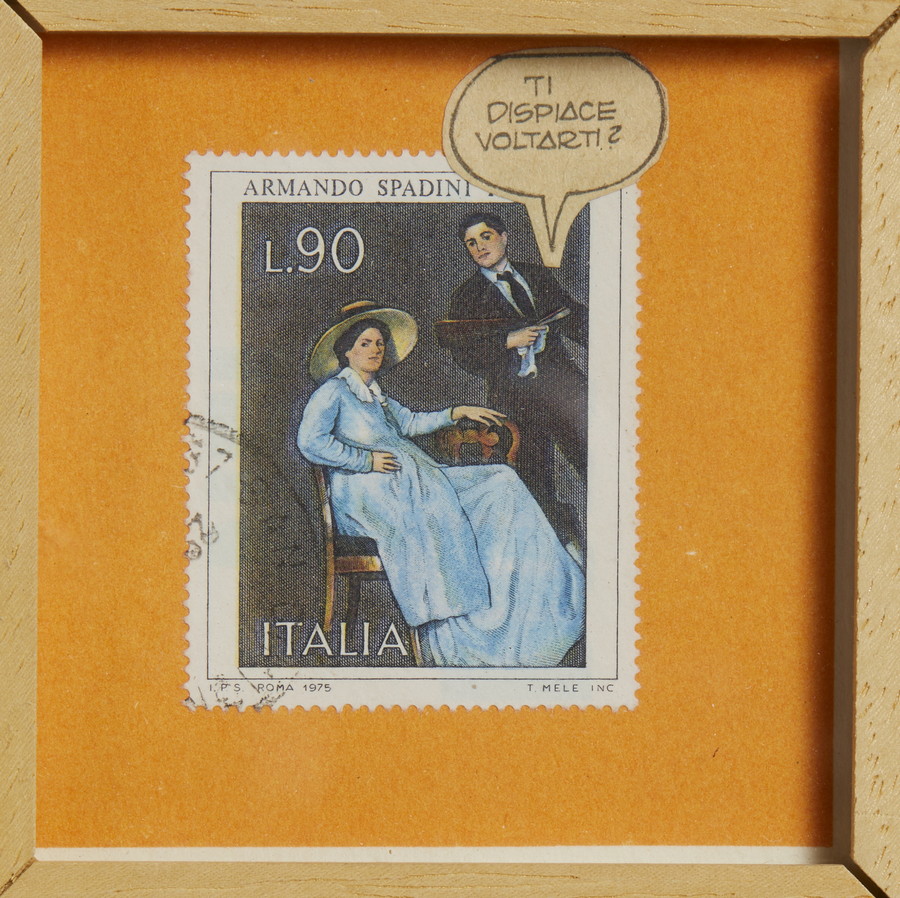 TI
DISPIACE
VOLTARTI?
ARMANDO SPADINI
L.90
ITALIA
I.P.S. ROMA 1975
T. MELE INC